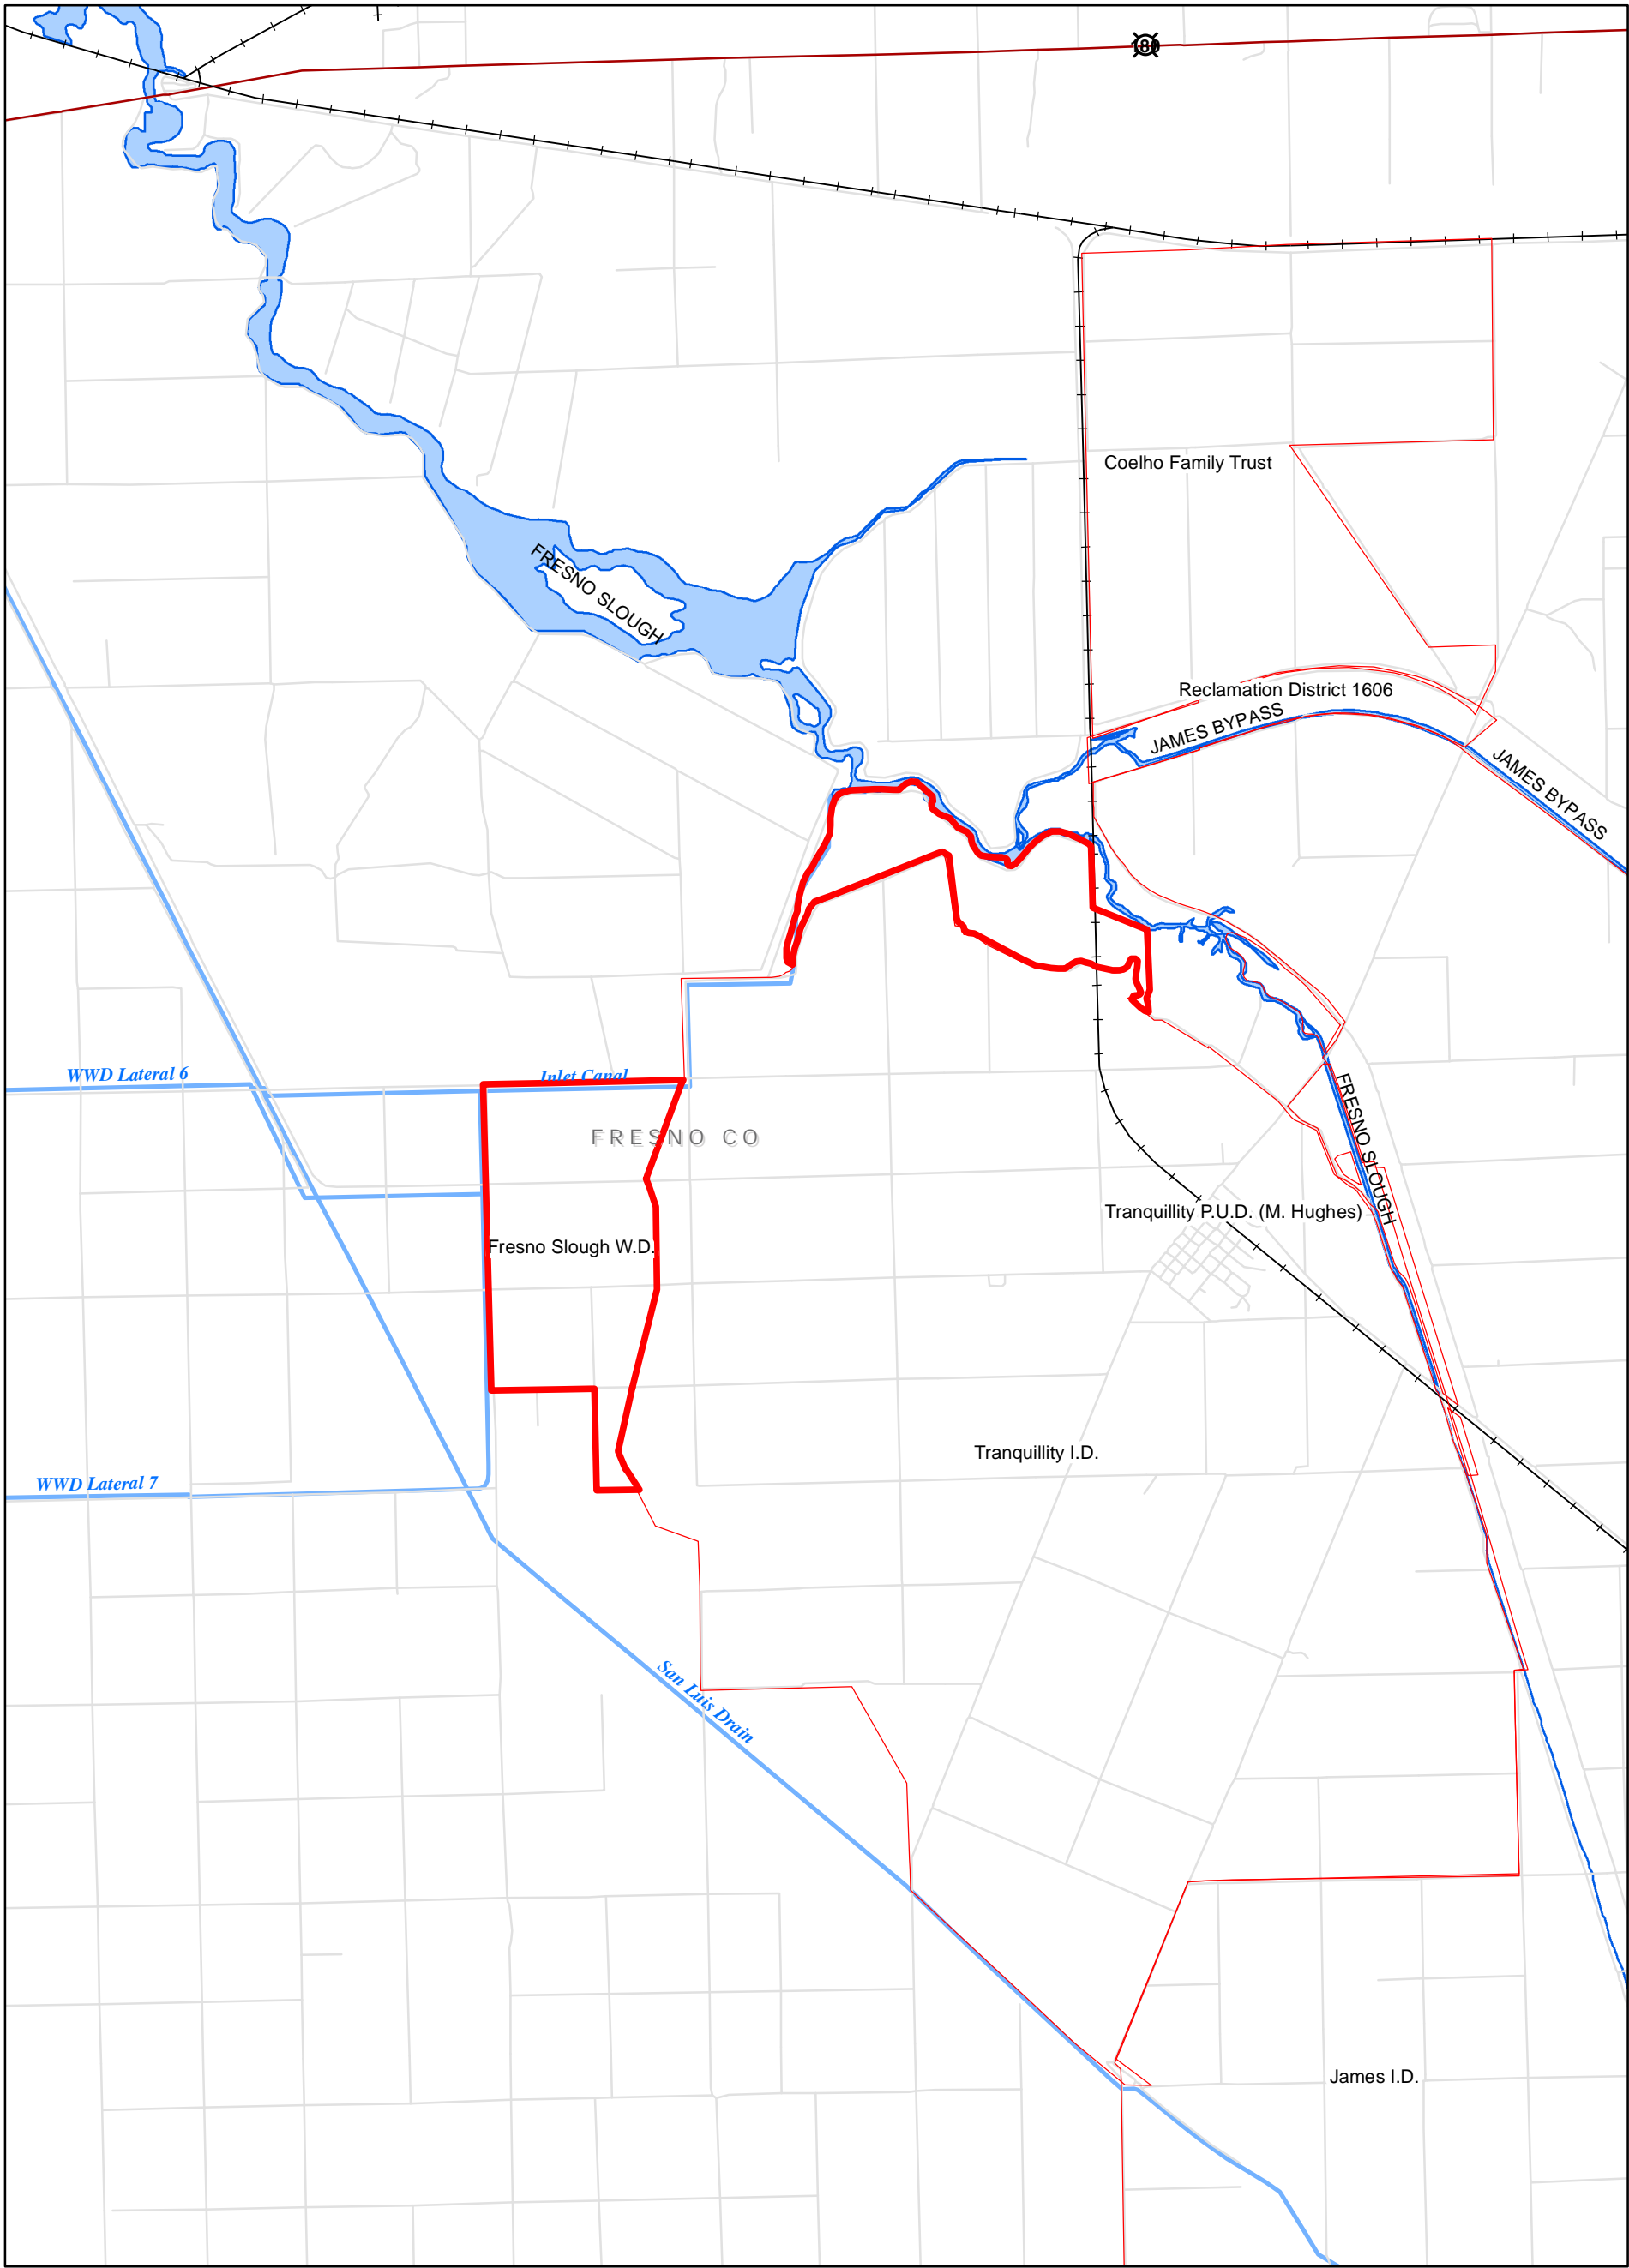 180
Coelho Family Trust
FRESNO SLOUGH
Reclamation District 1606
JAMES BYPASS
JAMES BYPASS
WWD Lateral 6
Inlet Canal
FRESNO CO
FRESNO SLOUGH
Tranquillity P.U.D. (M. Hughes)
Fresno Slough W.D.
Tranquillity I.D.
WWD Lateral 7
San Luis Drain
James I.D.